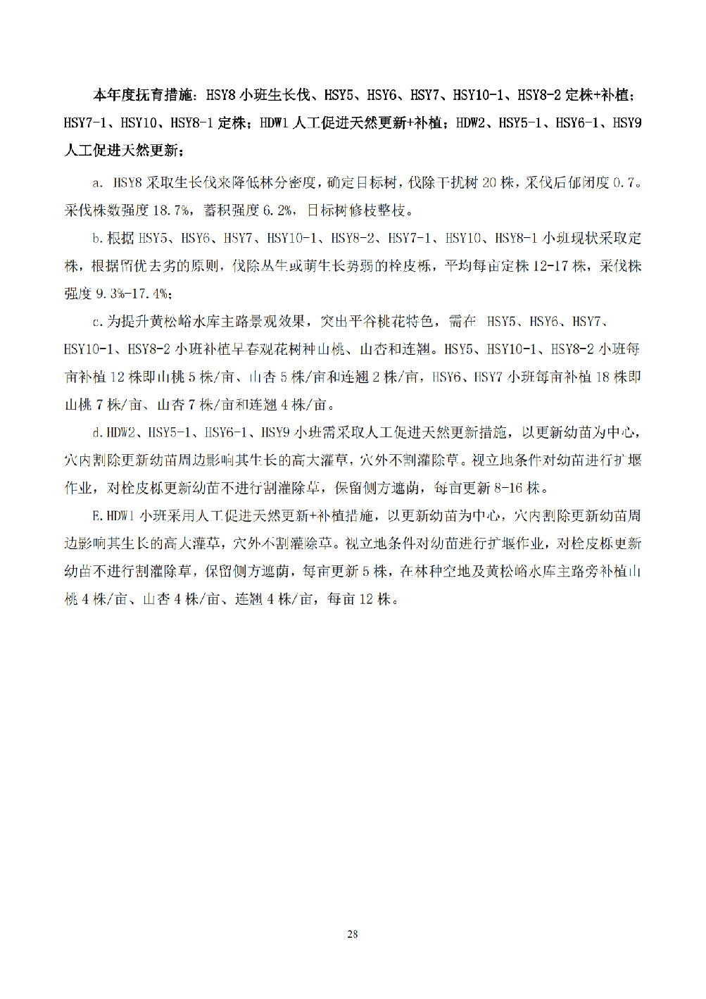 本年度抚育措施：HSY8 小班生长伐、HSY5、HSY6、HSY7、HSY10-1、HSY8-2 定株+补植；
HSY7-1、HSY10、HSY8-1 定株；HDW1 人工促进天然更新+补植；HDW2、HSY5-1、HSY6-1、HSY9
人工促进天然更新；
a. HSY8 采取生长伐来降低林分密度，确定目标树，伐除干扰树 20 株，采伐后郁闭度 0.7。
采伐株数强度 18.7%，蓄积强度 6.2%，目标树修枝整枝。
b.根据 HSY5、HSY6、HSY7、HSY10-1、HSY8-2、HSY7-1、HSY10、HSY8-1 小班现状采取定
株，根据留优去劣的原则，伐除丛生或萌生长势弱的栓皮栎，平均每亩定株 12-17 株，采伐株
强度 9.3%-17.4%；
c.为提升黄松峪水库主路景观效果，突出平谷桃花特色，需在 HSY5、HSY6、HSY7、
HSY10-1、HSY8-2 小班补植早春观花树种山桃、山杏和连翘。HSY5、HSY10-1、HSY8-2 小班每
亩补植 12 株即山桃 5 株/亩、山杏 5 株/亩和连翘 2 株/亩，HSY6、HSY7 小班每亩补植 18 株即
山桃 7 株/亩、山杏 7 株/亩和连翘 4 株/亩。
d.HDW2、HSY5-1、HSY6-1、HSY9 小班需采取人工促进天然更新措施，以更新幼苗为中心，
穴内割除更新幼苗周边影响其生长的高大灌草，穴外不割灌除草。视立地条件对幼苗进行扩堰
作业，对栓皮栎更新幼苗不进行割灌除草，保留侧方遮荫，每亩更新 8-16 株。
E.HDW1 小班采用人工促进天然更新+补植措施，以更新幼苗为中心，穴内割除更新幼苗周
边影响其生长的高大灌草，穴外不割灌除草。视立地条件对幼苗进行扩堰作业，对栓皮栎更新
幼苗不进行割灌除草，保留侧方遮荫，每亩更新 5 株，在林种空地及黄松峪水库主路旁补植山
桃 4 株/亩、山杏 4 株/亩、连翘 4 株/亩，每亩 12 株。
28